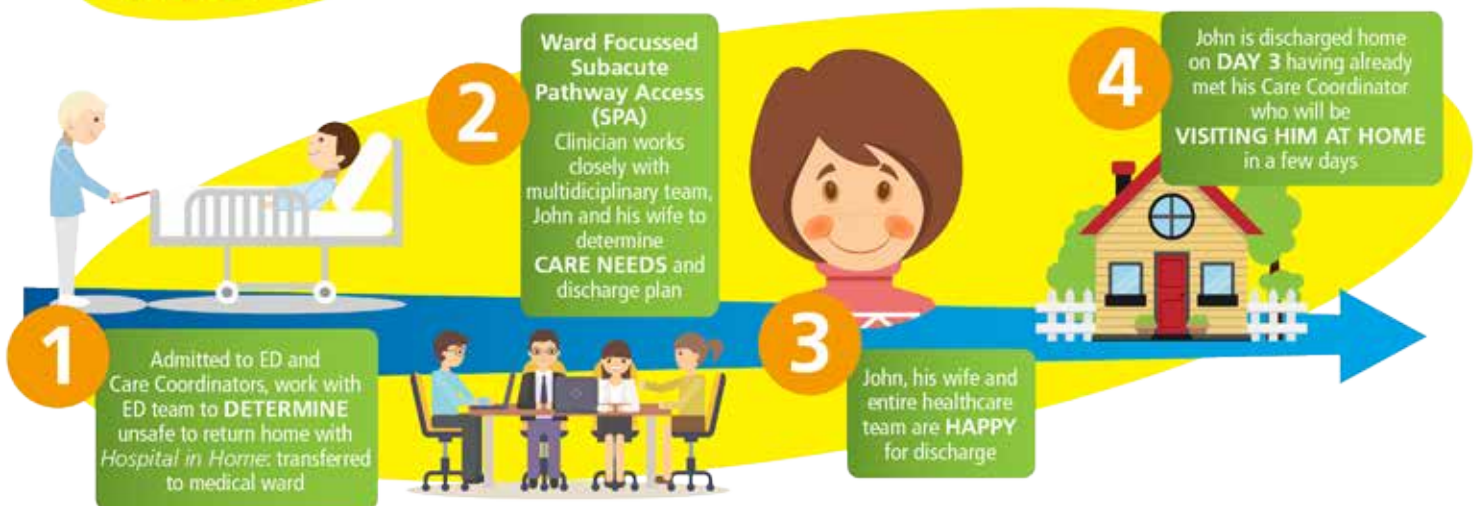 1
Admitted to ED and
Care Coordinators, work with
ED team to DETERMINE
unsafe to return home with
Hospital in Home: transferred
to medical ward
2
Ward Focussed
Subacute
Pathway Access
(SPA)
Clinician works
closely with
multidiciplinary team,
John and his wife to
determine
CARE NEEDS and
discharge plan
3
John, his wife and
entire healthcare
team are HAPPY
for discharge
4
John is discharged home
on DAY 3 having already
met his Care Coordinator
who will be
VISITING HIM AT HOME
in a few days